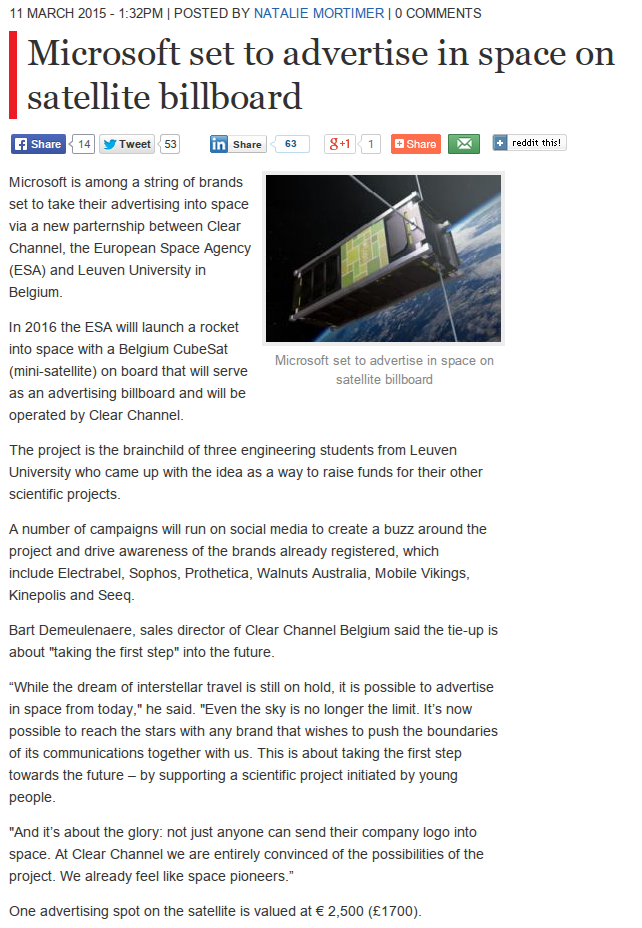 11 MARCH 2015 - 1:32PM | POSTED BY NATALIE MORTIMER | 0 COMMENTS
Microsoft set to advertise in space on
satellite billboard
Share 14 Tweet 53 Share 63 g+1 1 Share reddit this!
Microsoft is among a string of brands
set to take their advertising into space
via a new parternship between Clear
Channel, the European Space Agency
(ESA) and Leuven University in
Belgium.
Microsoft set to advertise in space on
satellite billboard
In 2016 the ESA willl launch a rocket
into space with a Belgium CubeSat
(mini-satellite) on board that will serve
as an advertising billboard and will be
operated by Clear Channel.
The project is the brainchild of three engineering students from Leuven
University who came up with the idea as a way to raise funds for their other
scientific projects.
A number of campaigns will run on social media to create a buzz around the
project and drive awareness of the brands already registered, which
include Electrabel, Sophos, Prothetica, Walnuts Australia, Mobile Vikings,
Kinepolis and Seeq.
Bart Demeulenaere, sales director of Clear Channel Belgium said the tie-up is
about "taking the first step" into the future.
“While the dream of interstellar travel is still on hold, it is possible to advertise
in space from today," he said. "Even the sky is no longer the limit. It’s now
possible to reach the stars with any brand that wishes to push the boundaries
of its communications together with us. This is about taking the first step
towards the future – by supporting a scientific project initiated by young
people.
"And it’s about the glory: not just anyone can send their company logo into
space. At Clear Channel we are entirely convinced of the possibilities of the
project. We already feel like space pioneers.”
One advertising spot on the satellite is valued at € 2,500 (£1700).